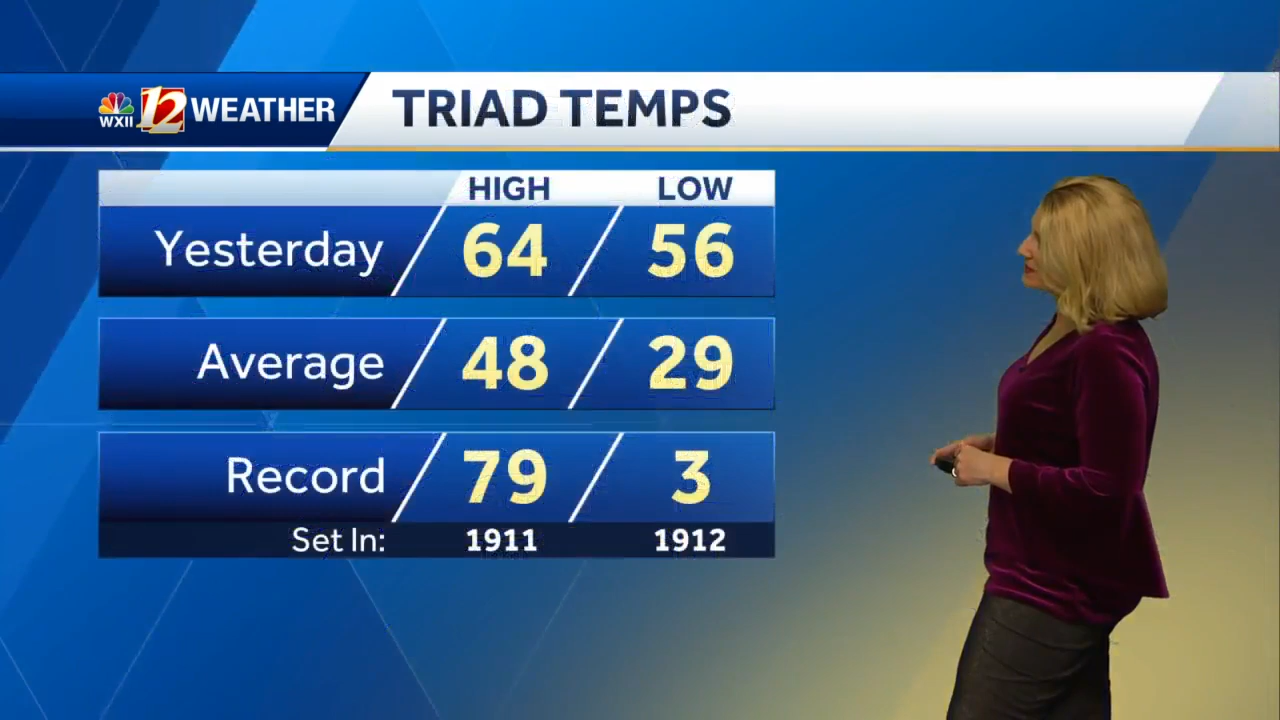 WXII 12 WEATHER TRIAD TEMPS
HIGH LOW
Yesterday 64 56
Average 48 29
Record 79 3
Set In: 1911 1912